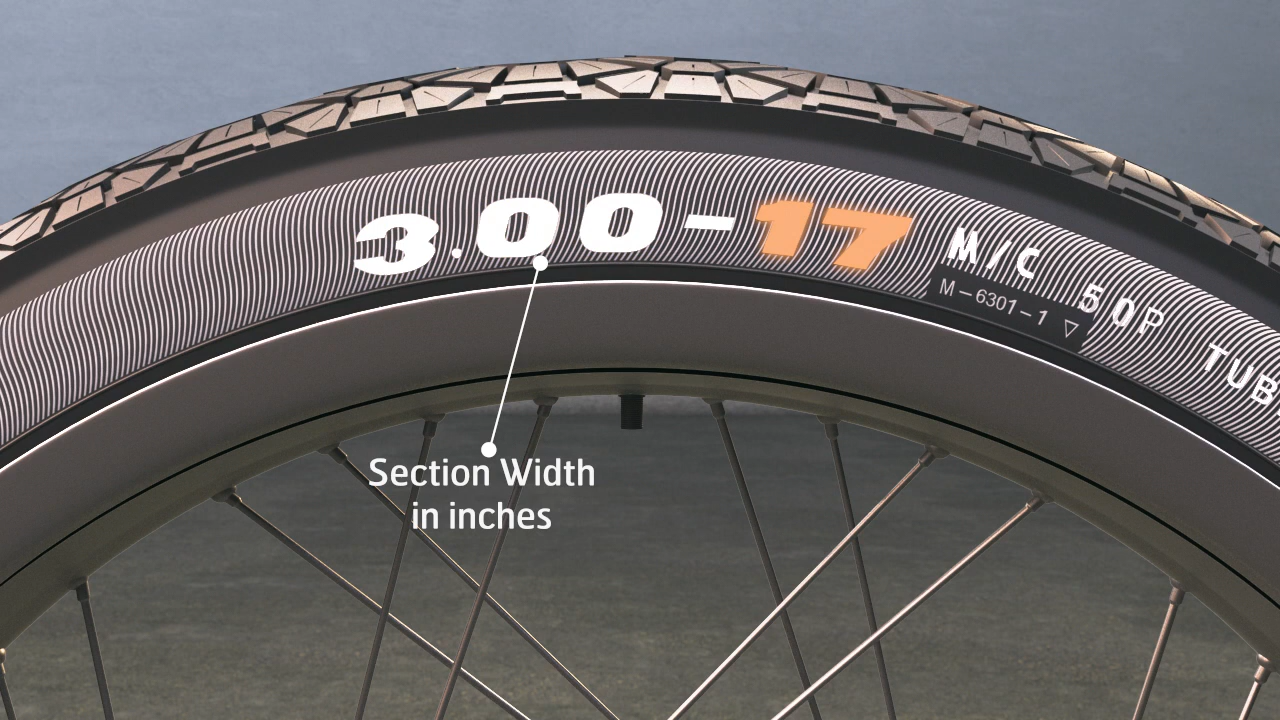 3.00-17 M/C 50P TUB
M-6301-1 ▽
Section Width
in inches